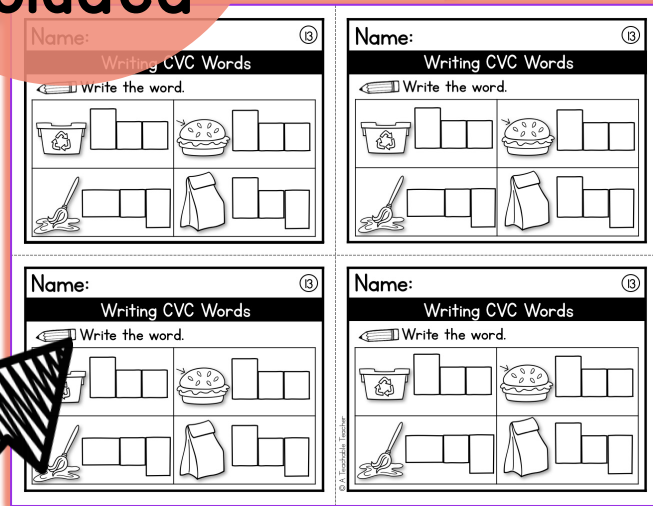 Name:
13
Writing CVC Words
Write the word.
Name:
13
Writing CVC Words
Write the word.
Name:
13
Writing CVC Words
Write the word.
Name:
13
Writing CVC Words
Write the word.
© A Teachable Teacher